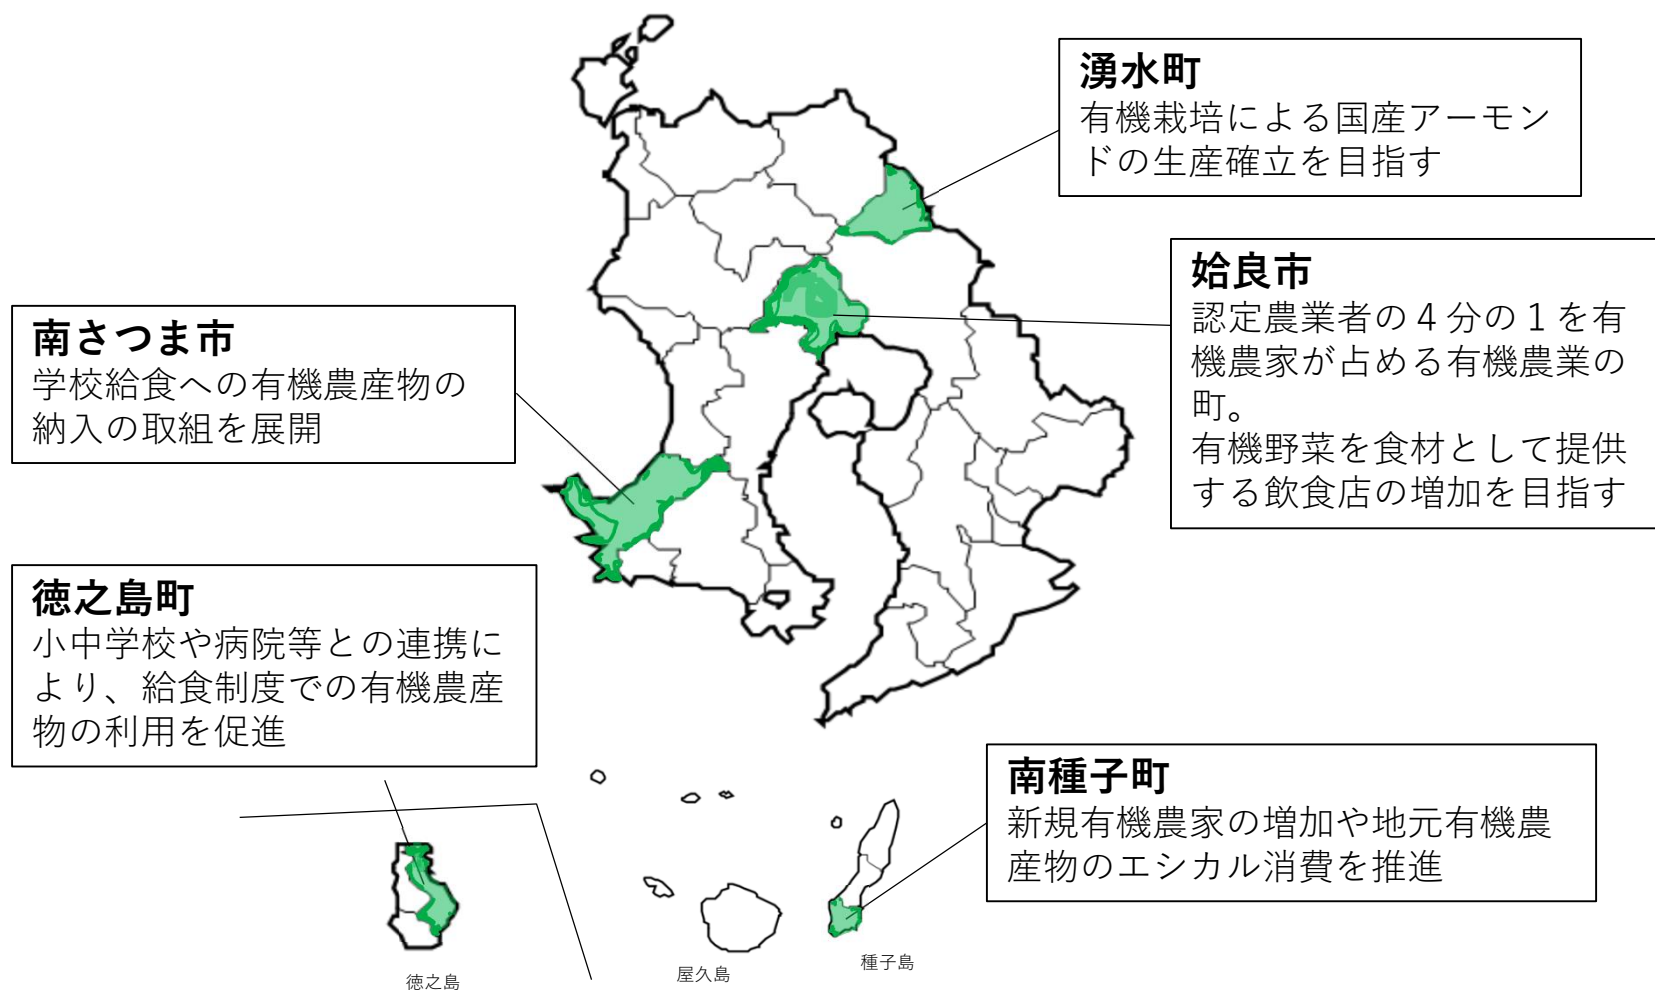 湧水町
有機栽培による国産アーモン
ドの生産確立を目指す
姶良市
認定農業者の４分の１を有
機農家が占める有機農業の
町。
有機野菜を食材として提供
する飲食店の増加を目指す
南さつま市
学校給食への有機農産物の
納入の取組を展開
徳之島町
小中学校や病院等との連携に
より、給食制度での有機農産
物の利用を促進
南種子町
新規有機農家の増加や地元有機農
産物のエシカル消費を推進
徳之島
屋久島
種子島